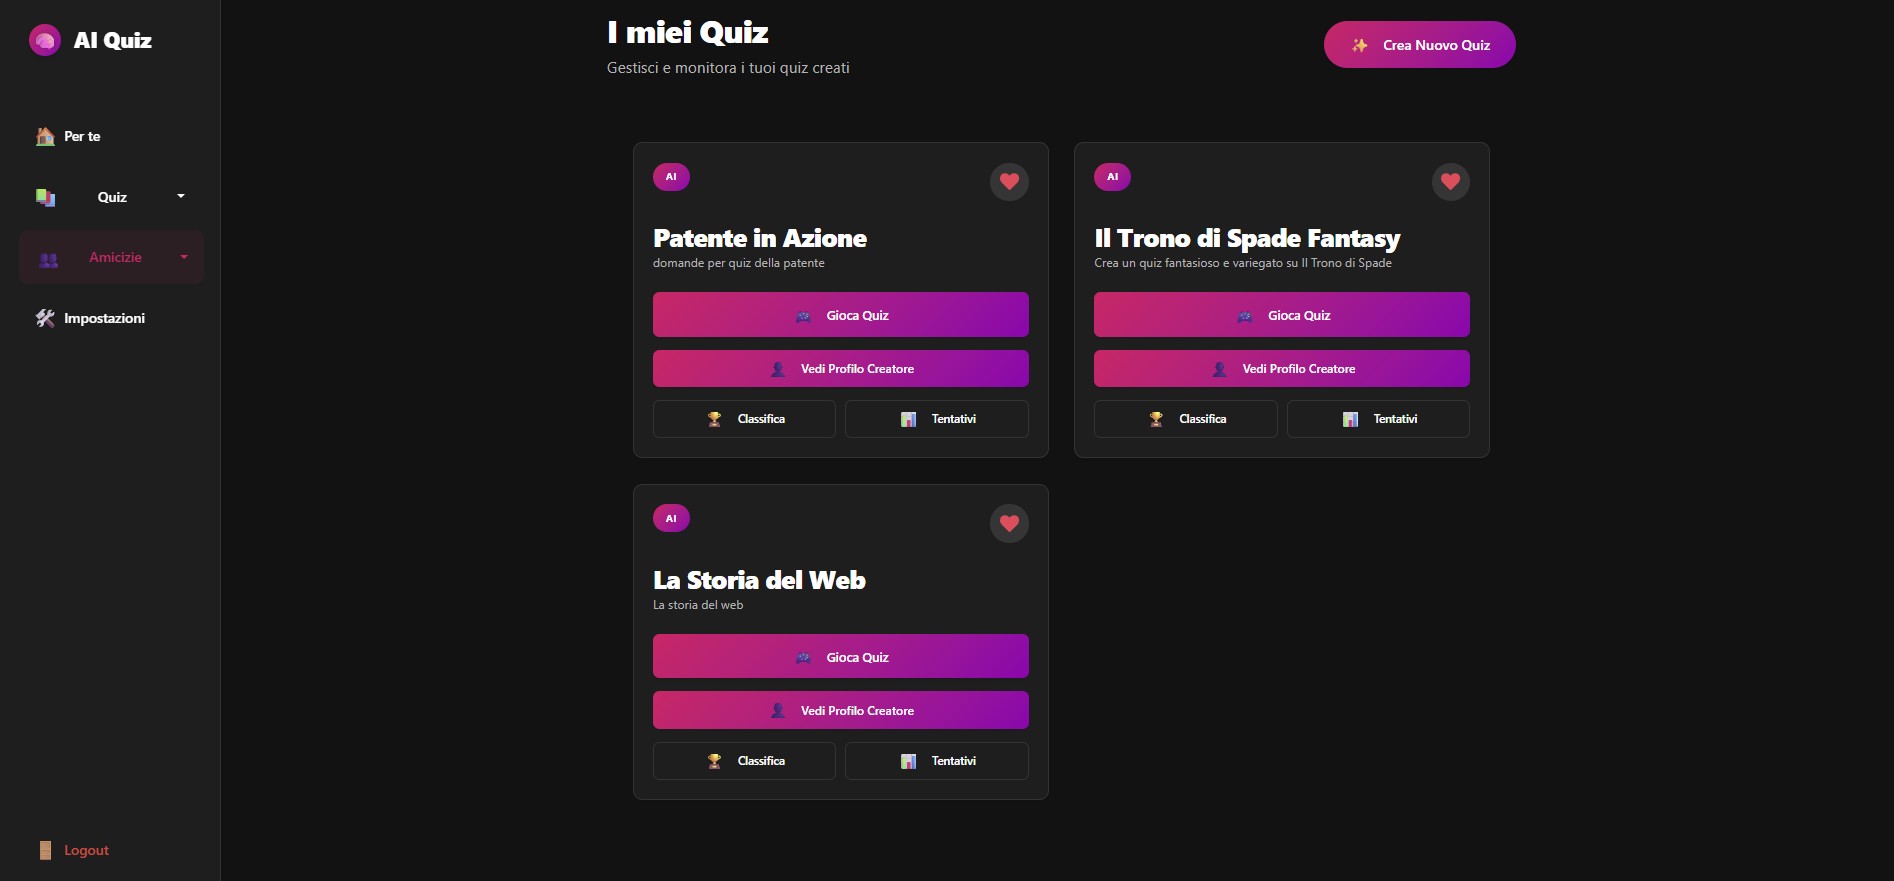 AI Quiz
Per te
Quiz
Amicizie
Impostazioni
Logout
I miei Quiz
Gestisci e monitora i tuoi quiz creati
Crea Nuovo Quiz
AI
Patente in Azione
domande per quiz della patente
Gioca Quiz
Vedi Profilo Creatore
Classifica
Tentativi
AI
Il Trono di Spade Fantasy
Crea un quiz fantasioso e variegato su Il Trono di Spade
Gioca Quiz
Vedi Profilo Creatore
Classifica
Tentativi
AI
La Storia del Web
La storia del web
Gioca Quiz
Vedi Profilo Creatore
Classifica
Tentativi